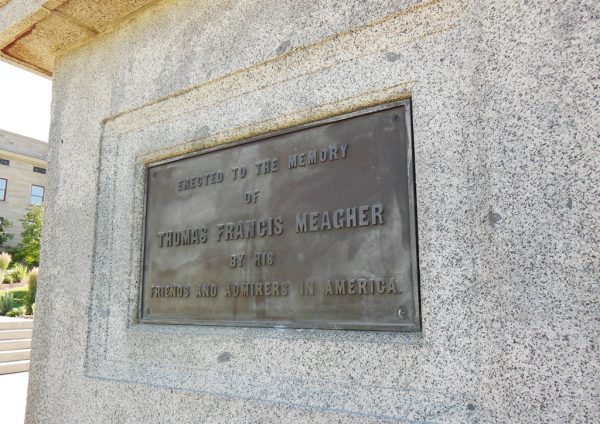 ERECTED TO THE MEMORY
OF
THOMAS FRANCIS MEAGHER
BY HIS
FRIENDS AND ADMIRERS IN AMERICA.